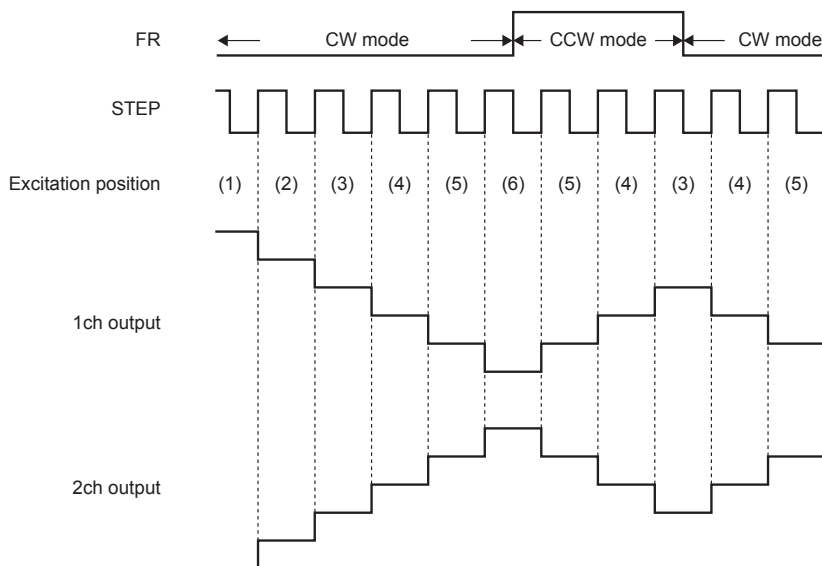 FR CW mode CCW mode CW mode
STEP
Excitation position (1) (2) (3) (4) (5) (6) (5) (4) (3) (4) (5)
1ch output
2ch output